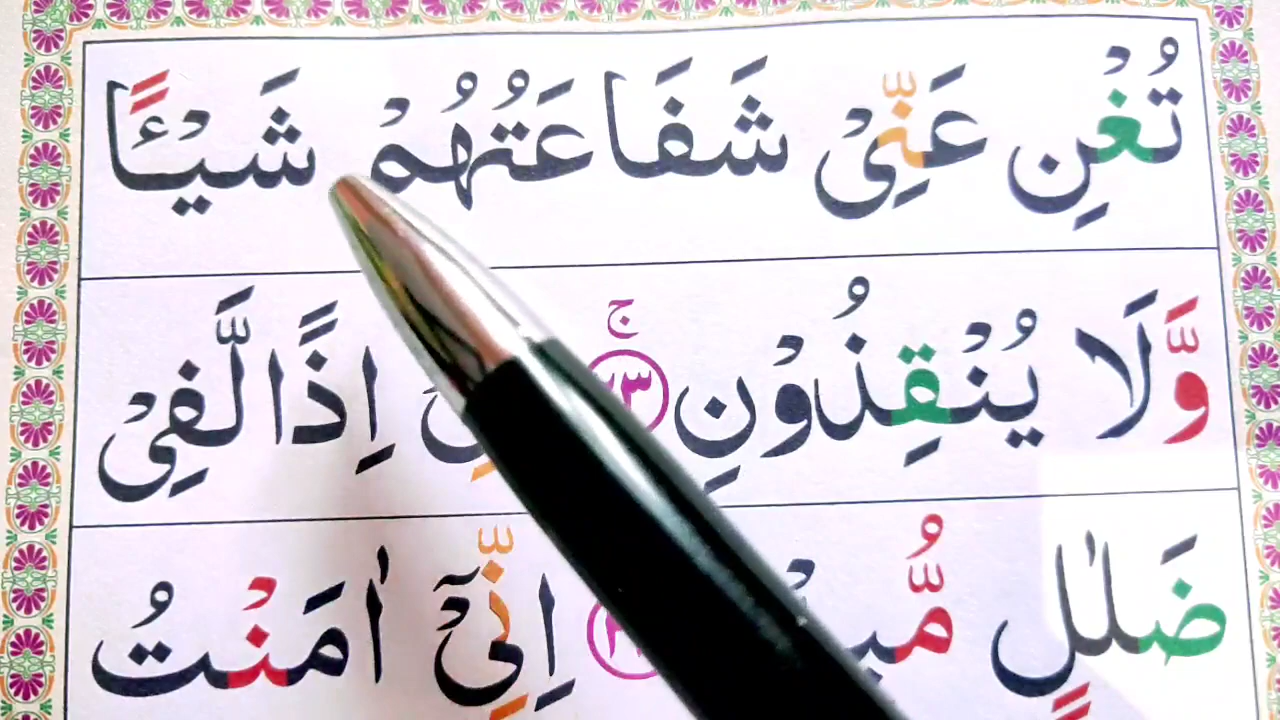 تُغْنِ عَنِّىْ شَفَاعَتُهُمْ شَيْـًٔا
وَّلَا يُنْقِذُوْنِ ۚ اِذًا لَّفِىْ
ضَلٰلٍ اِنِّىْۤ اٰمَنْتُ